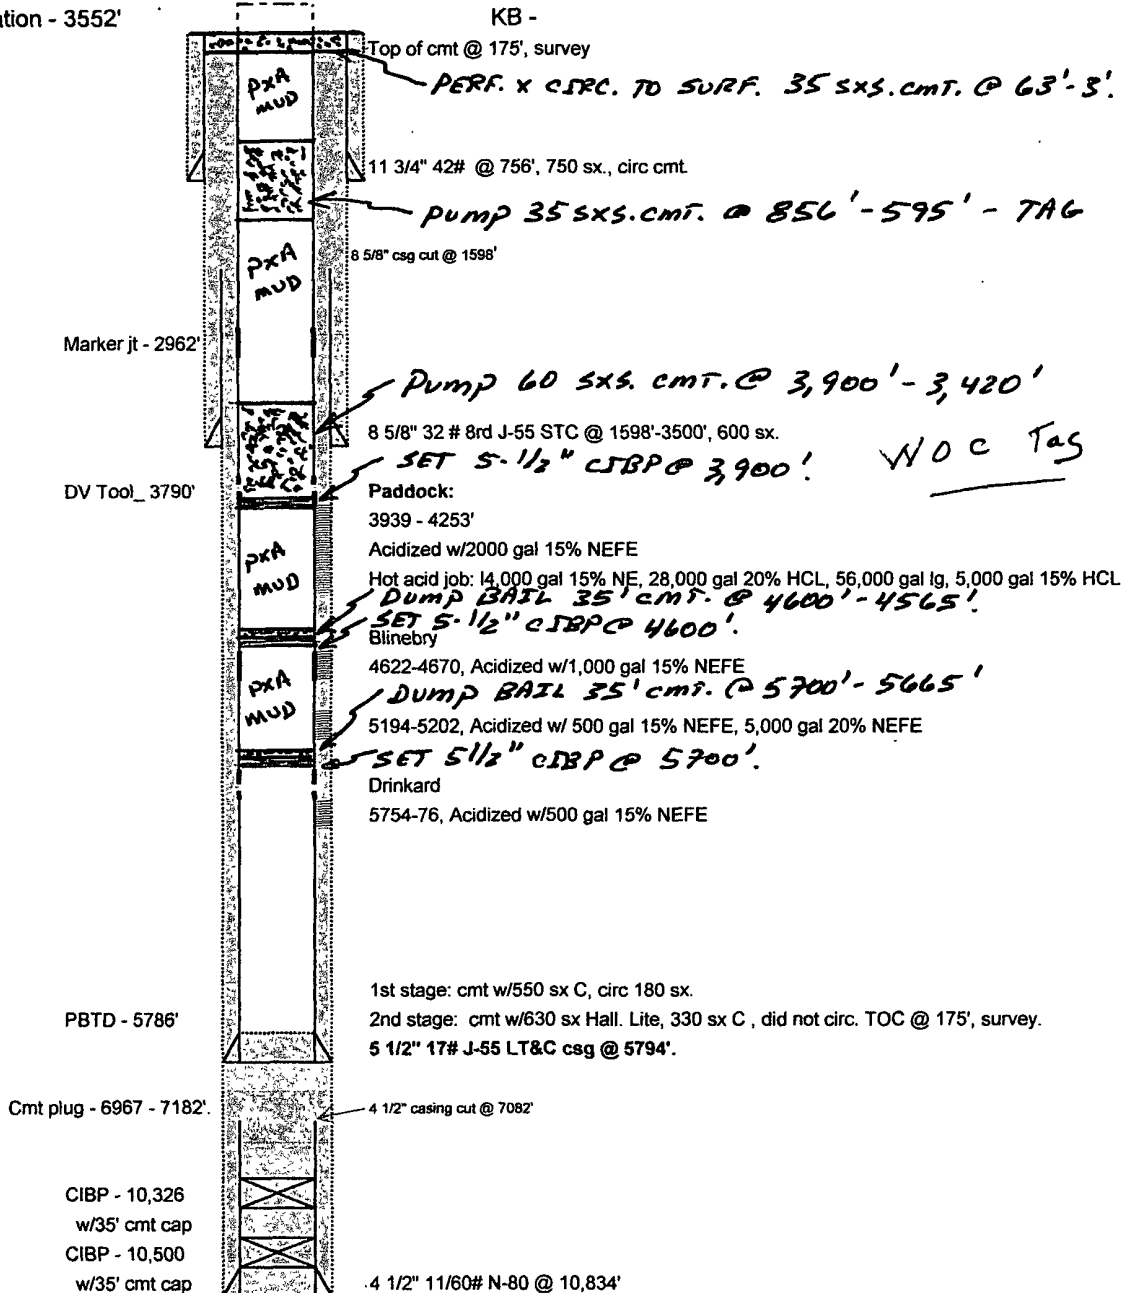 ation - 3552'
KB -
Top of cmt @ 175', survey
PERF. X CIRC. TO SURF. 35 SXS. CMT. @ 63'-3'.
PXA
MUD
11 3/4" 42# @ 756', 750 sx., circ cmt.
PUMP 35 SXS. CMT. @ 856'-595' - TAG
PXA
MUD
8 5/8" csg cut @ 1598'
Marker jt - 2962'
PUMP 60 SXS. CMT. @ 3,900'-3,420'
8 5/8" 32 # 8rd J-55 STC @ 1598'-3500', 600 sx.
WOC Tag
SET 5-1/2" CIBP @ 3,900'.
DV Tool_ 3790'
Paddock:
3939 - 4253'
Acidized w/2000 gal 15% NEFE
PXA
MUD
Hot acid job: l4,000 gal 15% NE, 28,000 gal 20% HCL, 56,000 gal lg, 5,000 gal 15% HCL
DUMP BAIL 35' CMT. @ 4600'-4565'.
SET 5-1/2" CIBP @ 4600'.
Blinebry
4622-4670, Acidized w/1,000 gal 15% NEFE
PXA
MUD
DUMP BAIL 35' CMT. @ 5700'-5665'
5194-5202, Acidized w/ 500 gal 15% NEFE, 5,000 gal 20% NEFE
SET 5 1/2" CIBP @ 5700'.
Drinkard
5754-76, Acidized w/500 gal 15% NEFE
1st stage: cmt w/550 sx C, circ 180 sx.
PBTD - 5786'
2nd stage: cmt w/630 sx Hall. Lite, 330 sx C , did not circ. TOC @ 175', survey.
5 1/2" 17# J-55 LT&C csg @ 5794'.
Cmt plug - 6967 - 7182'.
4 1/2" casing cut @ 7082'
CIBP - 10,326
w/35' cmt cap
CIBP - 10,500
w/35' cmt cap
4 1/2" 11/60# N-80 @ 10,834'